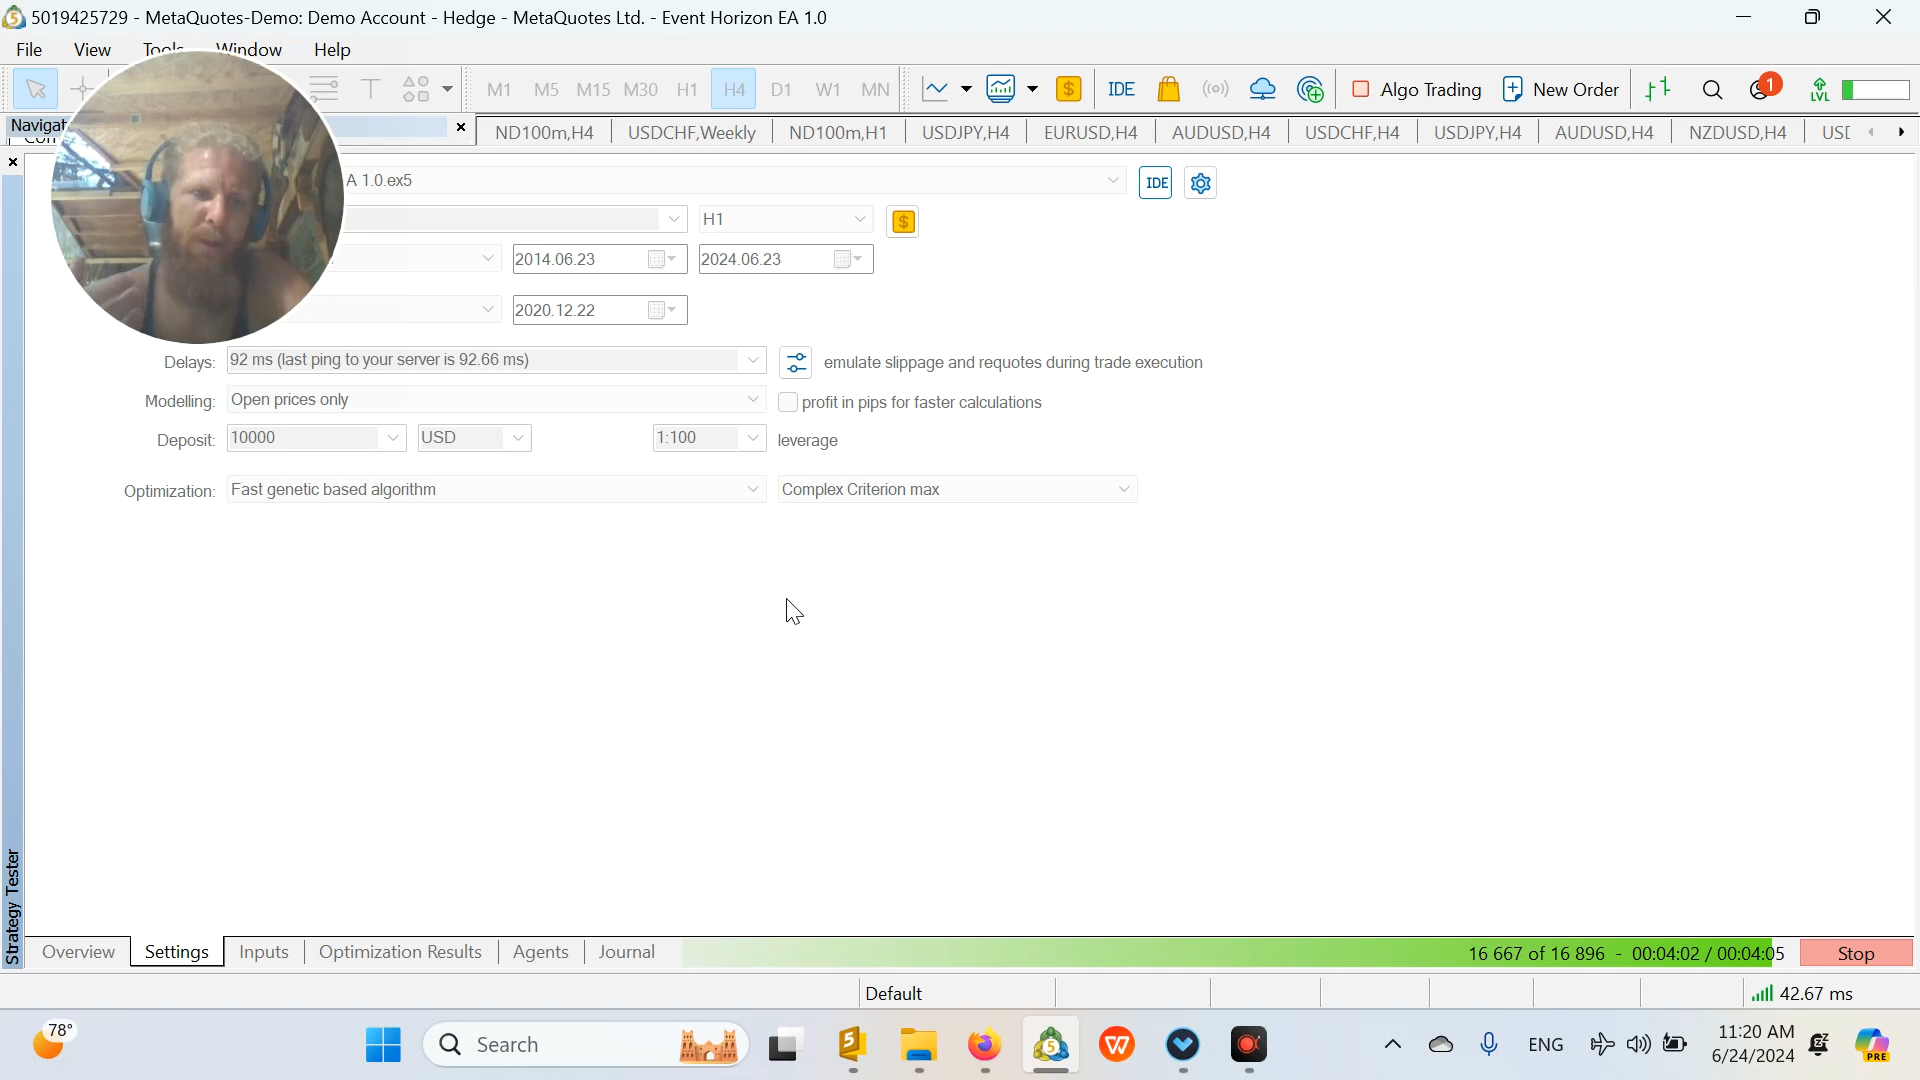 5019425729 - MetaQuotes-Demo: Demo Account - Hedge - MetaQuotes Ltd. - Event Horizon EA 1.0
File View Tools Window Help
M1 M5 M15 M30 H1 H4 D1 W1 MN IDE Algo Trading New Order LVL 1
Navigat
ND100m,H4 USDCHF,Weekly ND100m,H1 USDJPY,H4 EURUSD,H4 AUDUSD,H4 USDCHF,H4 USDJPY,H4 AUDUSD,H4 NZDUSD,H4
A 1.0.ex5 IDE
H1 $
2014.06.23 2024.06.23
2020.12.22
Delays: 92 ms (last ping to your server is 92.66 ms) emulate slippage and requotes during trade execution
Modelling: Open prices only profit in pips for faster calculations
Deposit: 10000 USD 1:100 leverage
Optimization: Fast genetic based algorithm Complex Criterion max
Strategy Tester
Overview Settings Inputs Optimization Results Agents Journal 16 667 of 16 896 - 00:04:02 / 00:04:05 Stop
Default 42.67 ms
78° Search ENG 11:20 AM
6/24/2024 PRE